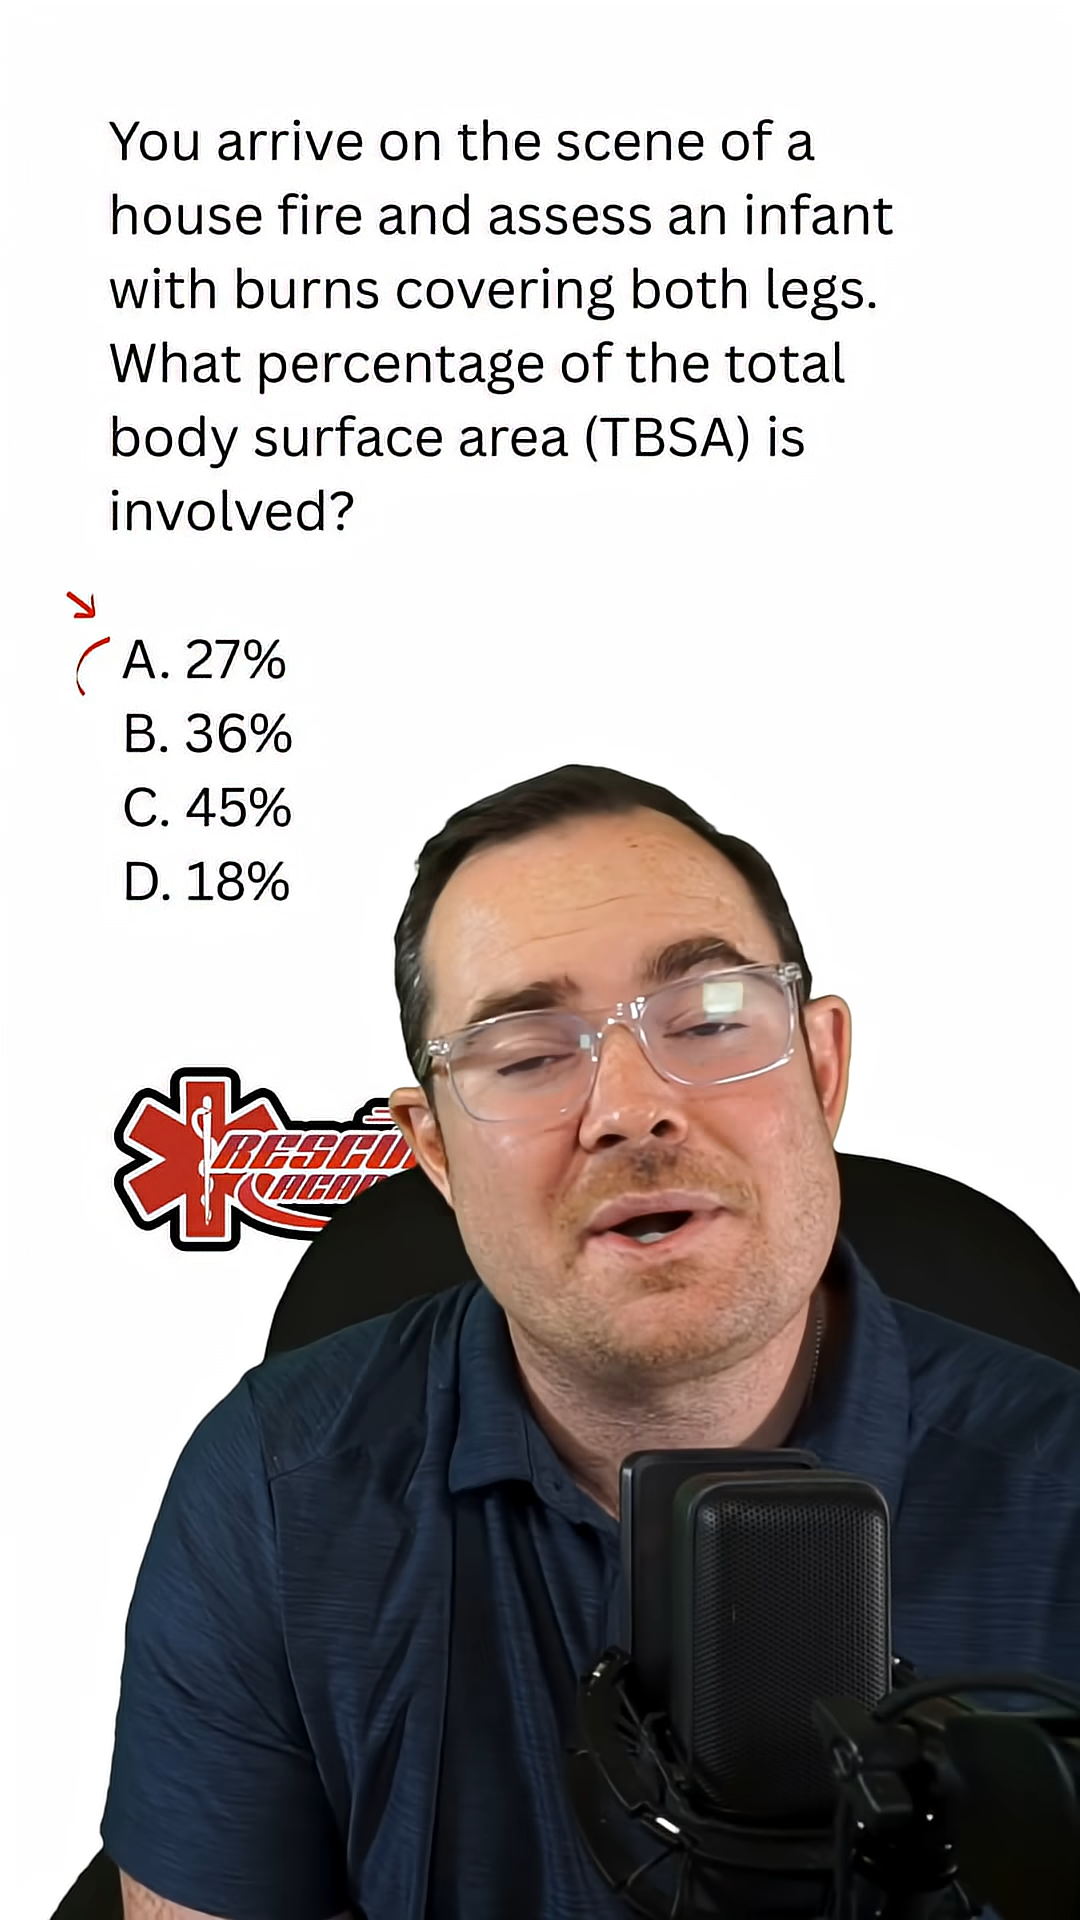 You arrive on the scene of a
house fire and assess an infant
with burns covering both legs.
What percentage of the total
body surface area (TBSA) is
involved?
A. 27%
B. 36%
C. 45%
D. 18%